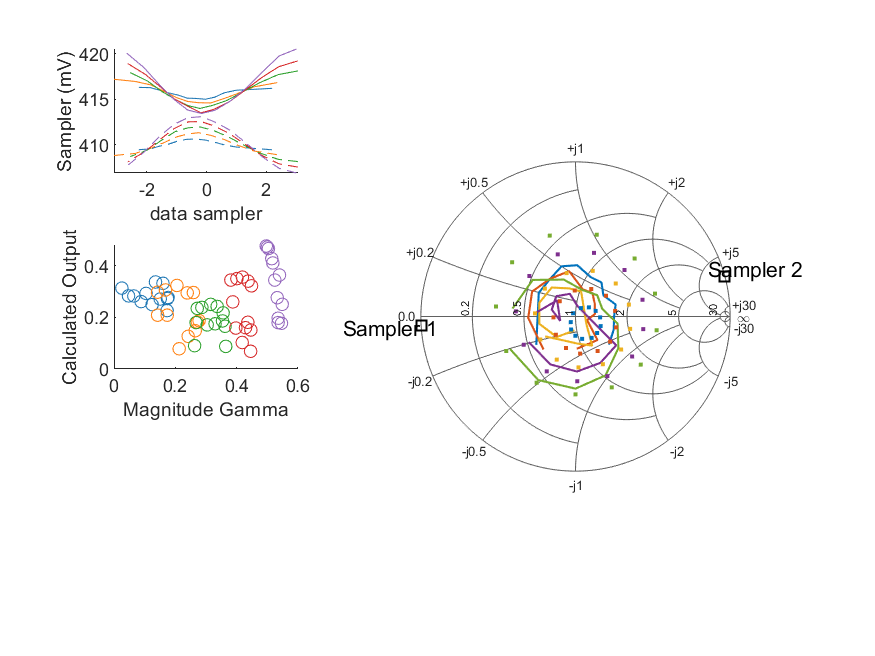 420
415
410
Sampler (mV)
-2 0 2
data sampler
0.4
0.2
0
Calculated Output
0 0.2 0.4 0.6
Magnitude Gamma
+j1
+j0.5
+j2
+j0.2
+j5
Sampler 2
0.0
0.2
0.5
1
2
5
30
+j30
∞
-j30
Sampler 1
-j0.2
-j5
-j0.5
-j2
-j1